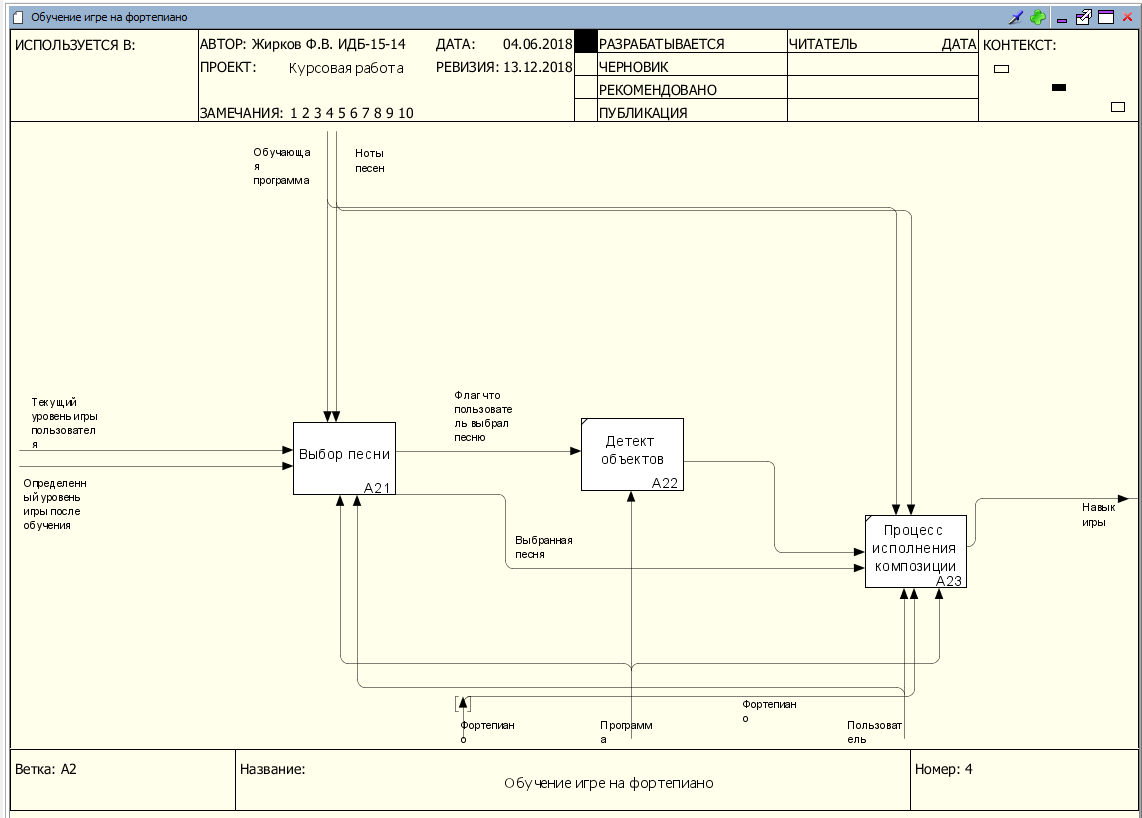 Обучение игре на фортепиано
ИСПОЛЬЗУЕТСЯ В:
АВТОР: Жирков Ф.В. ИДБ-15-14
ДАТА: 04.06.2018
РАЗРАБАТЫВАЕТСЯ
ЧИТАТЕЛЬ
ДАТА
КОНТЕКСТ:
ПРОЕКТ: Курсовая работа
РЕВИЗИЯ: 13.12.2018
ЧЕРНОВИК
РЕКОМЕНДОВАНО
ЗАМЕЧАНИЯ: 1 2 3 4 5 6 7 8 9 10
ПУБЛИКАЦИЯ
Обучающа
я
программа
Ноты
песен
Текущий
уровень игры
пользовател
я
Определенн
ый уровень
игры после
обучения
Выбор песни
A21
Флаг что
пользовате
ль выбрал
песню
Детект
объектов
A22
Выбранная
песня
Процесс
исполнения
композиции
A23
Навык
игры
Фортепиан
о
Программ
а
Фортепиан
о
Пользоват
ель
Ветка: A2
Название:
Обучение игре на фортепиано
Номер: 4